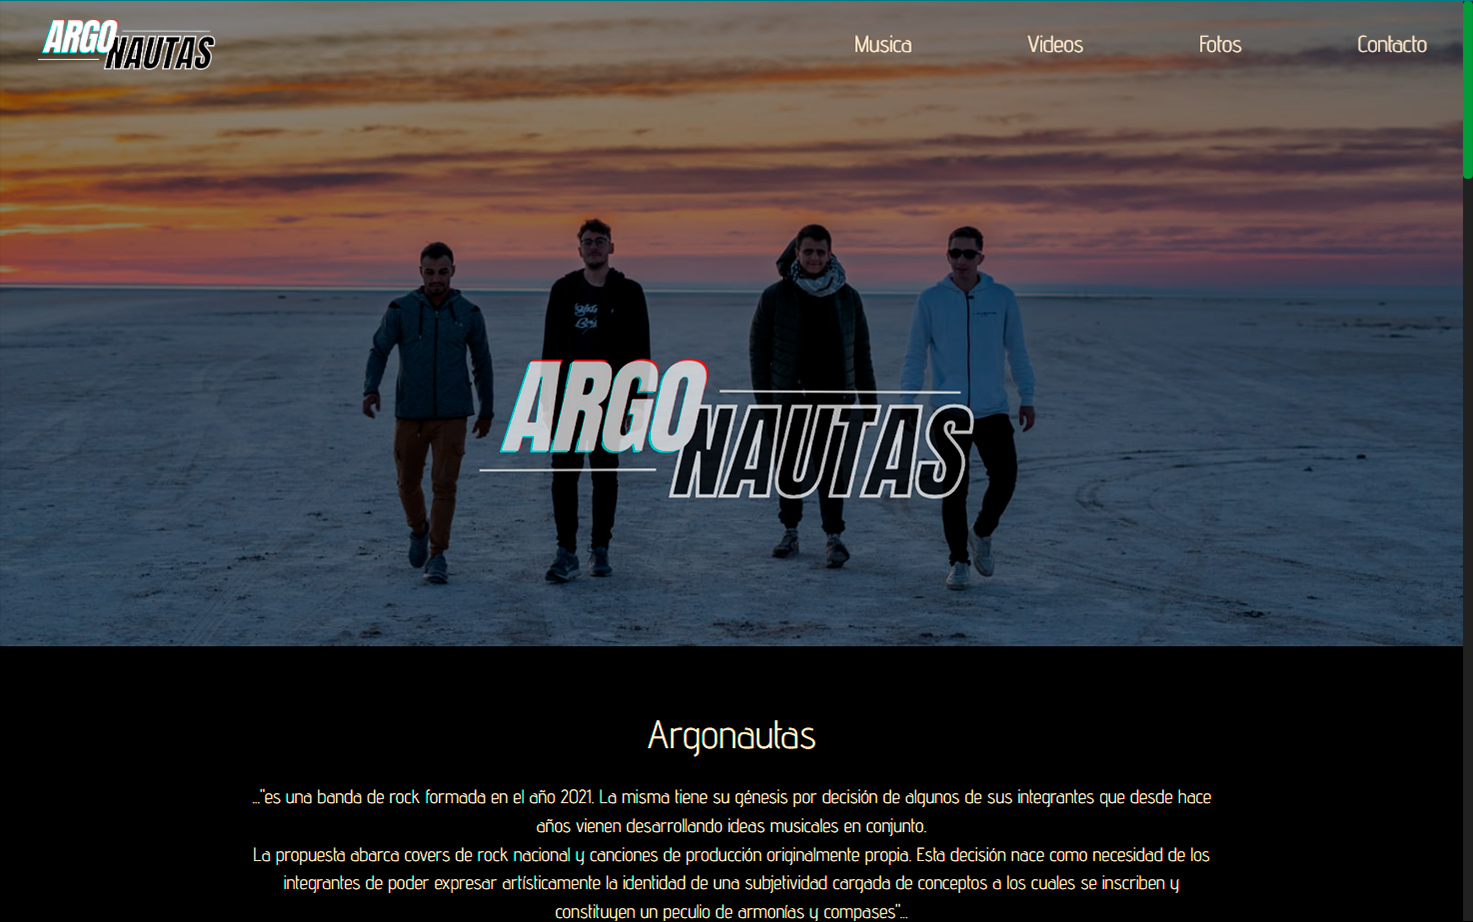 ARGONAUTAS
Musica Videos Fotos Contacto
ARGONAUTAS
Argonautas
..."es una banda de rock formada en el año 2021. La misma tiene su génesis por decisión de algunos de sus integrantes que desde hace
años vienen desarrollando ideas musicales en conjunto.
La propuesta abarca covers de rock nacional y canciones de producción originalmente propia. Esta decisión nace como necesidad de los
integrantes de poder expresar artísticamente la identidad de una subjetividad cargada de conceptos a los cuales se inscriben y
constituyen un peculio de armonías y compases"...